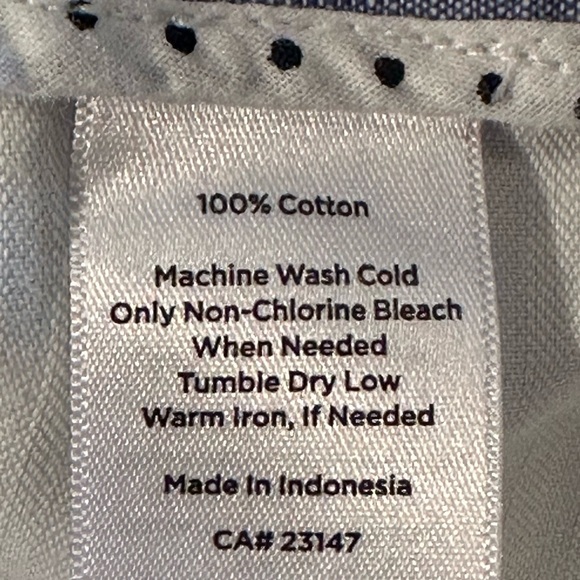 100% Cotton
Machine Wash Cold
Only Non-Chlorine Bleach
When Needed
Tumble Dry Low
Warm Iron, If Needed
Made In Indonesia
CA# 23147